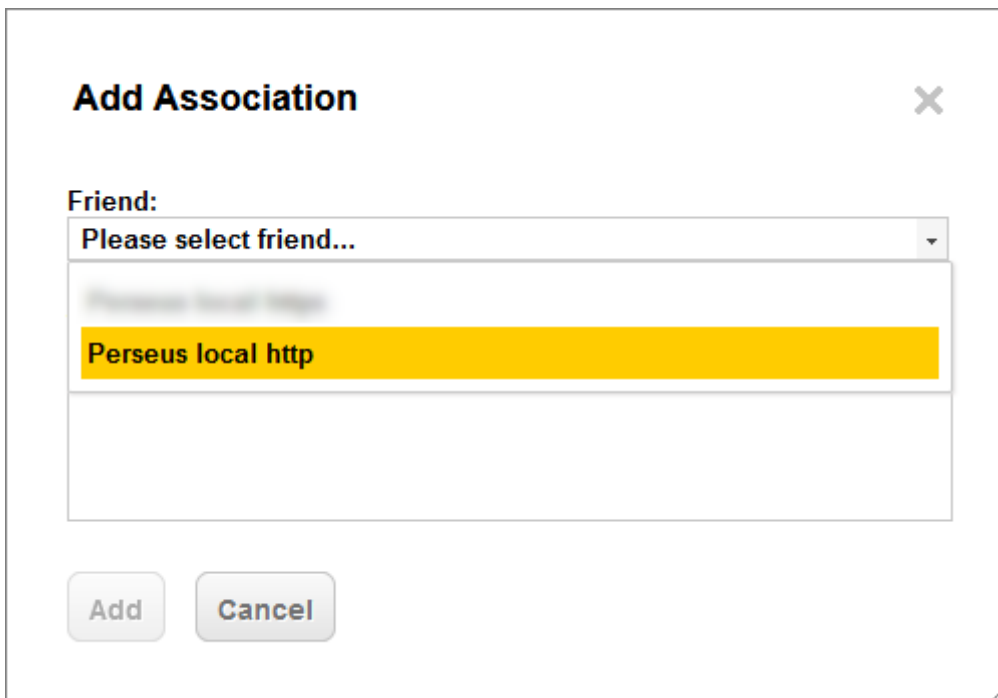 Add Association
Friend:
Please select friend...
Perseus local http
Add
Cancel